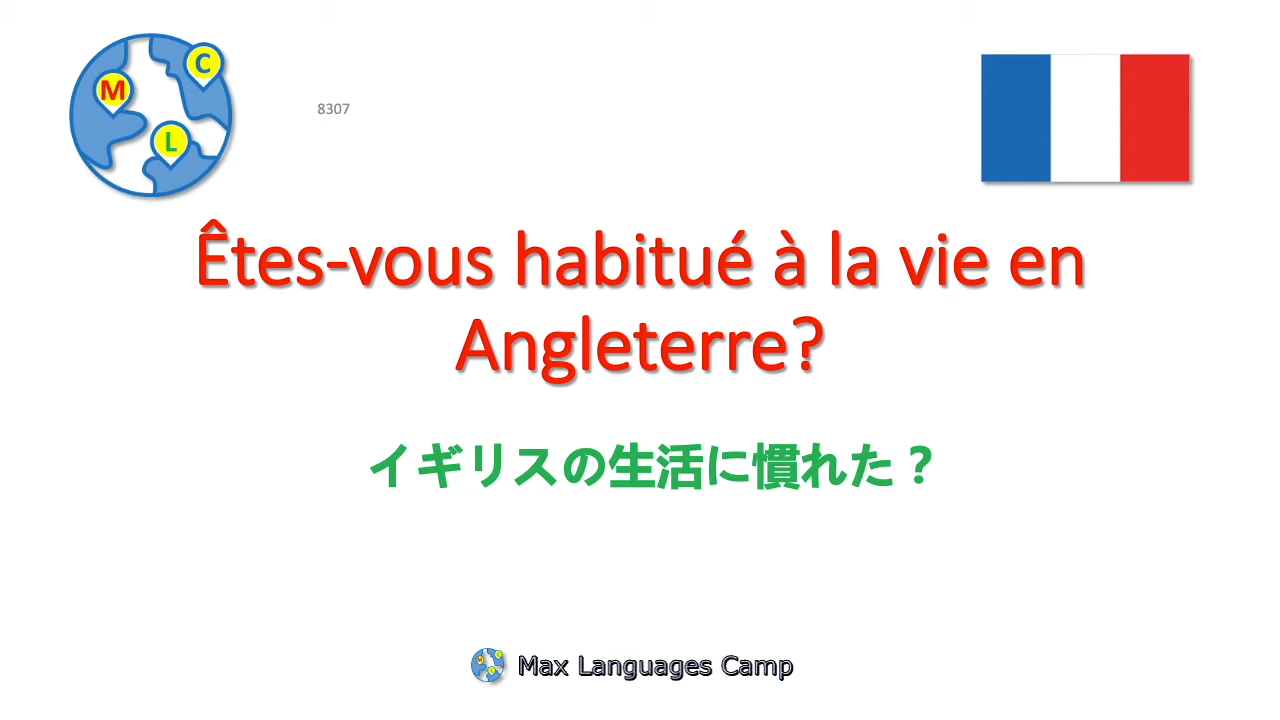 C
M
L
8307
Êtes-vous habitué à la vie en
Angleterre?
イギリスの生活に慣れた？
Max Languages Camp